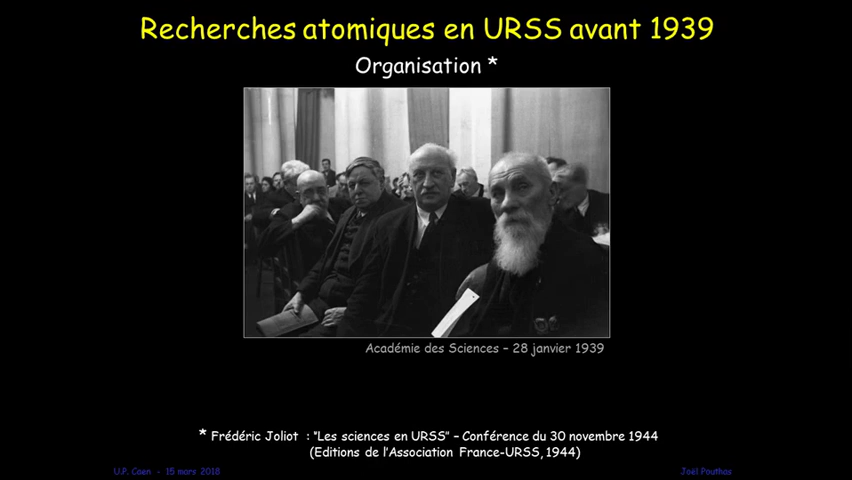 Recherches atomiques en URSS avant 1939
Organisation *
Académie des Sciences – 28 janvier 1939
* Frédéric Joliot : "Les sciences en URSS" – Conférence du 30 novembre 1944
(Editions de l'Association France-URSS, 1944)
U.P. Caen - 15 mars 2018
Joël Pouthas